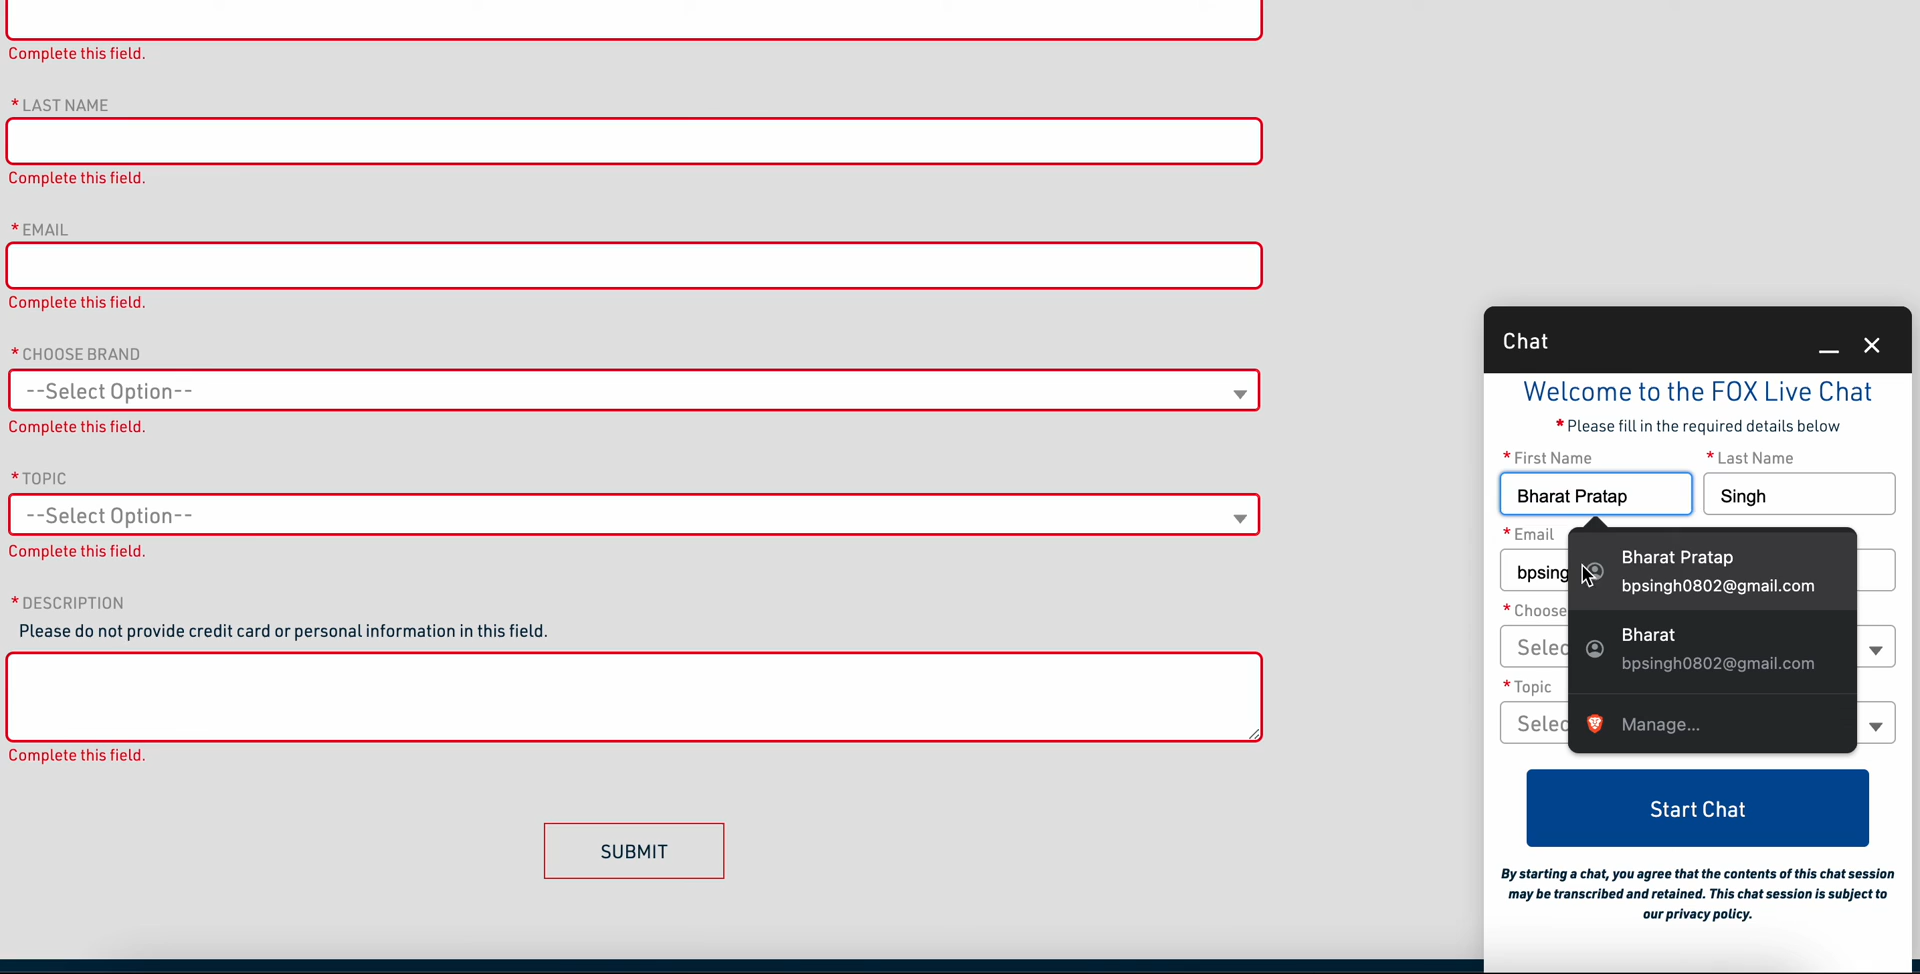 Complete this field.
* LAST NAME
Complete this field.
* EMAIL
Complete this field.
* CHOOSE BRAND
--Select Option--
Complete this field.
* TOPIC
--Select Option--
Complete this field.
* DESCRIPTION
Please do not provide credit card or personal information in this field.
Complete this field.
SUBMIT
Chat
Welcome to the FOX Live Chat
* Please fill in the required details below
* First Name * Last Name
Bharat Pratap Singh
* Email
bpsing
* Choose
Selec
* Topic
Selec
Bharat Pratap
bpsingh0802@gmail.com
Bharat
bpsingh0802@gmail.com
Manage...
Start Chat
By starting a chat, you agree that the contents of this chat session
may be transcribed and retained. This chat session is subject to
our privacy policy.